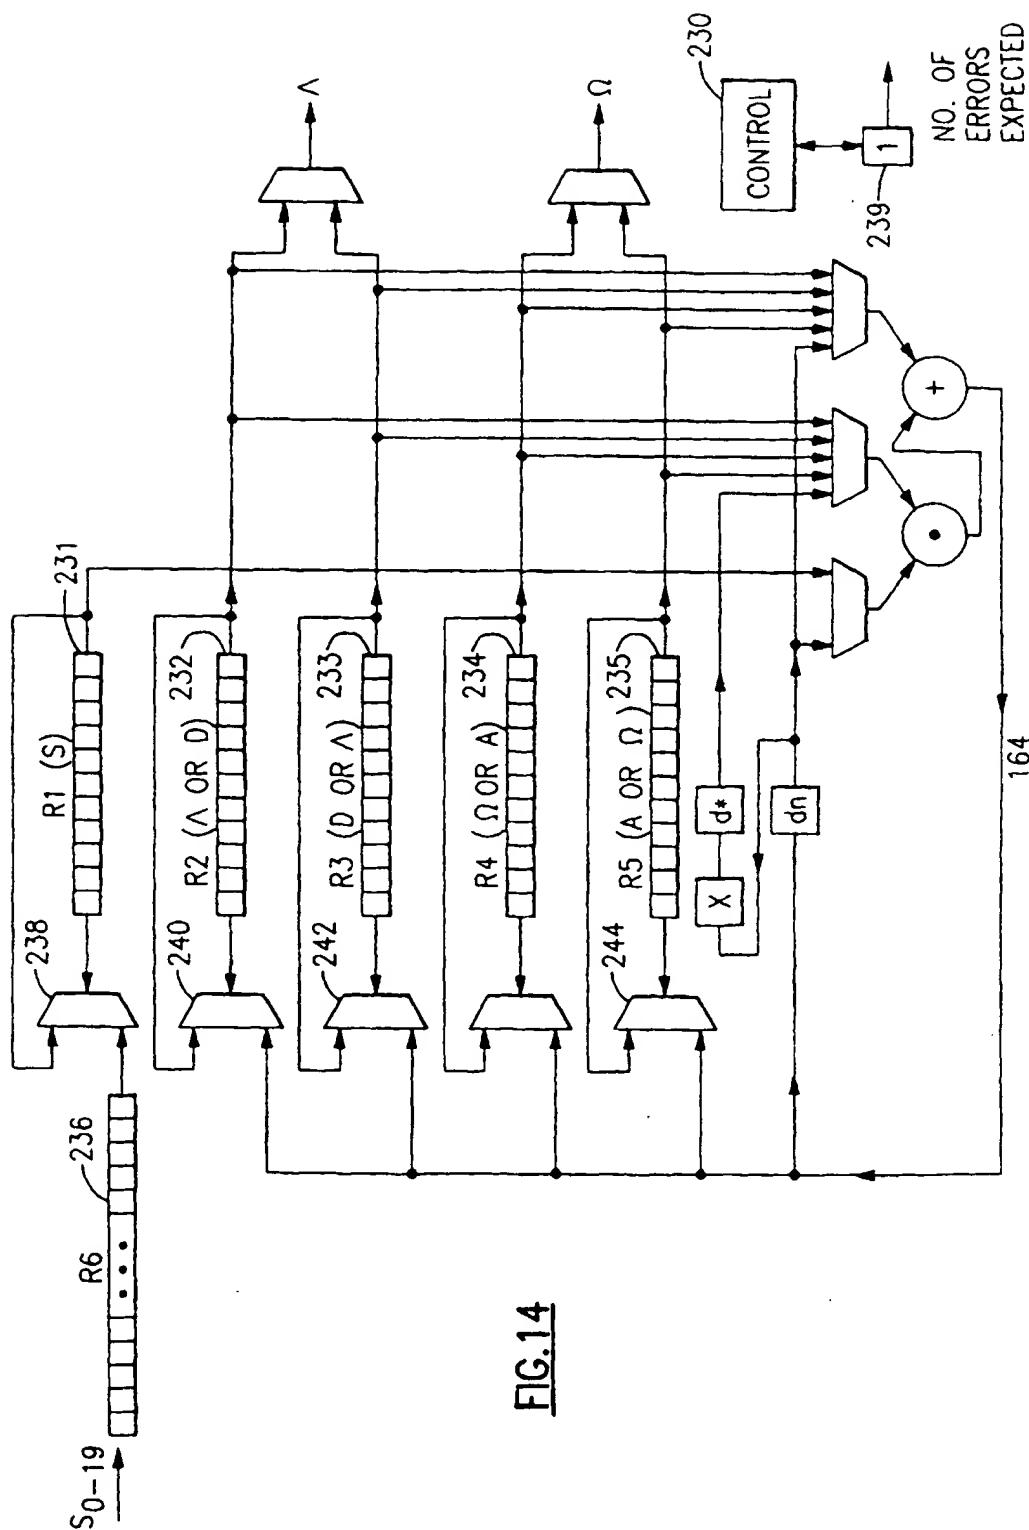 S0-19
R6
236
238
R1 (S)
231
240
R2 (Λ OR D)
232
242
R3 (D OR Λ)
233
R4 (Ω OR A)
234
244
R5 (A OR Ω)
235
X
d*
dn
Λ
Ω
CONTROL
230
1
239
NO. OF
ERRORS
EXPECTED
+
•
164
FIG.14